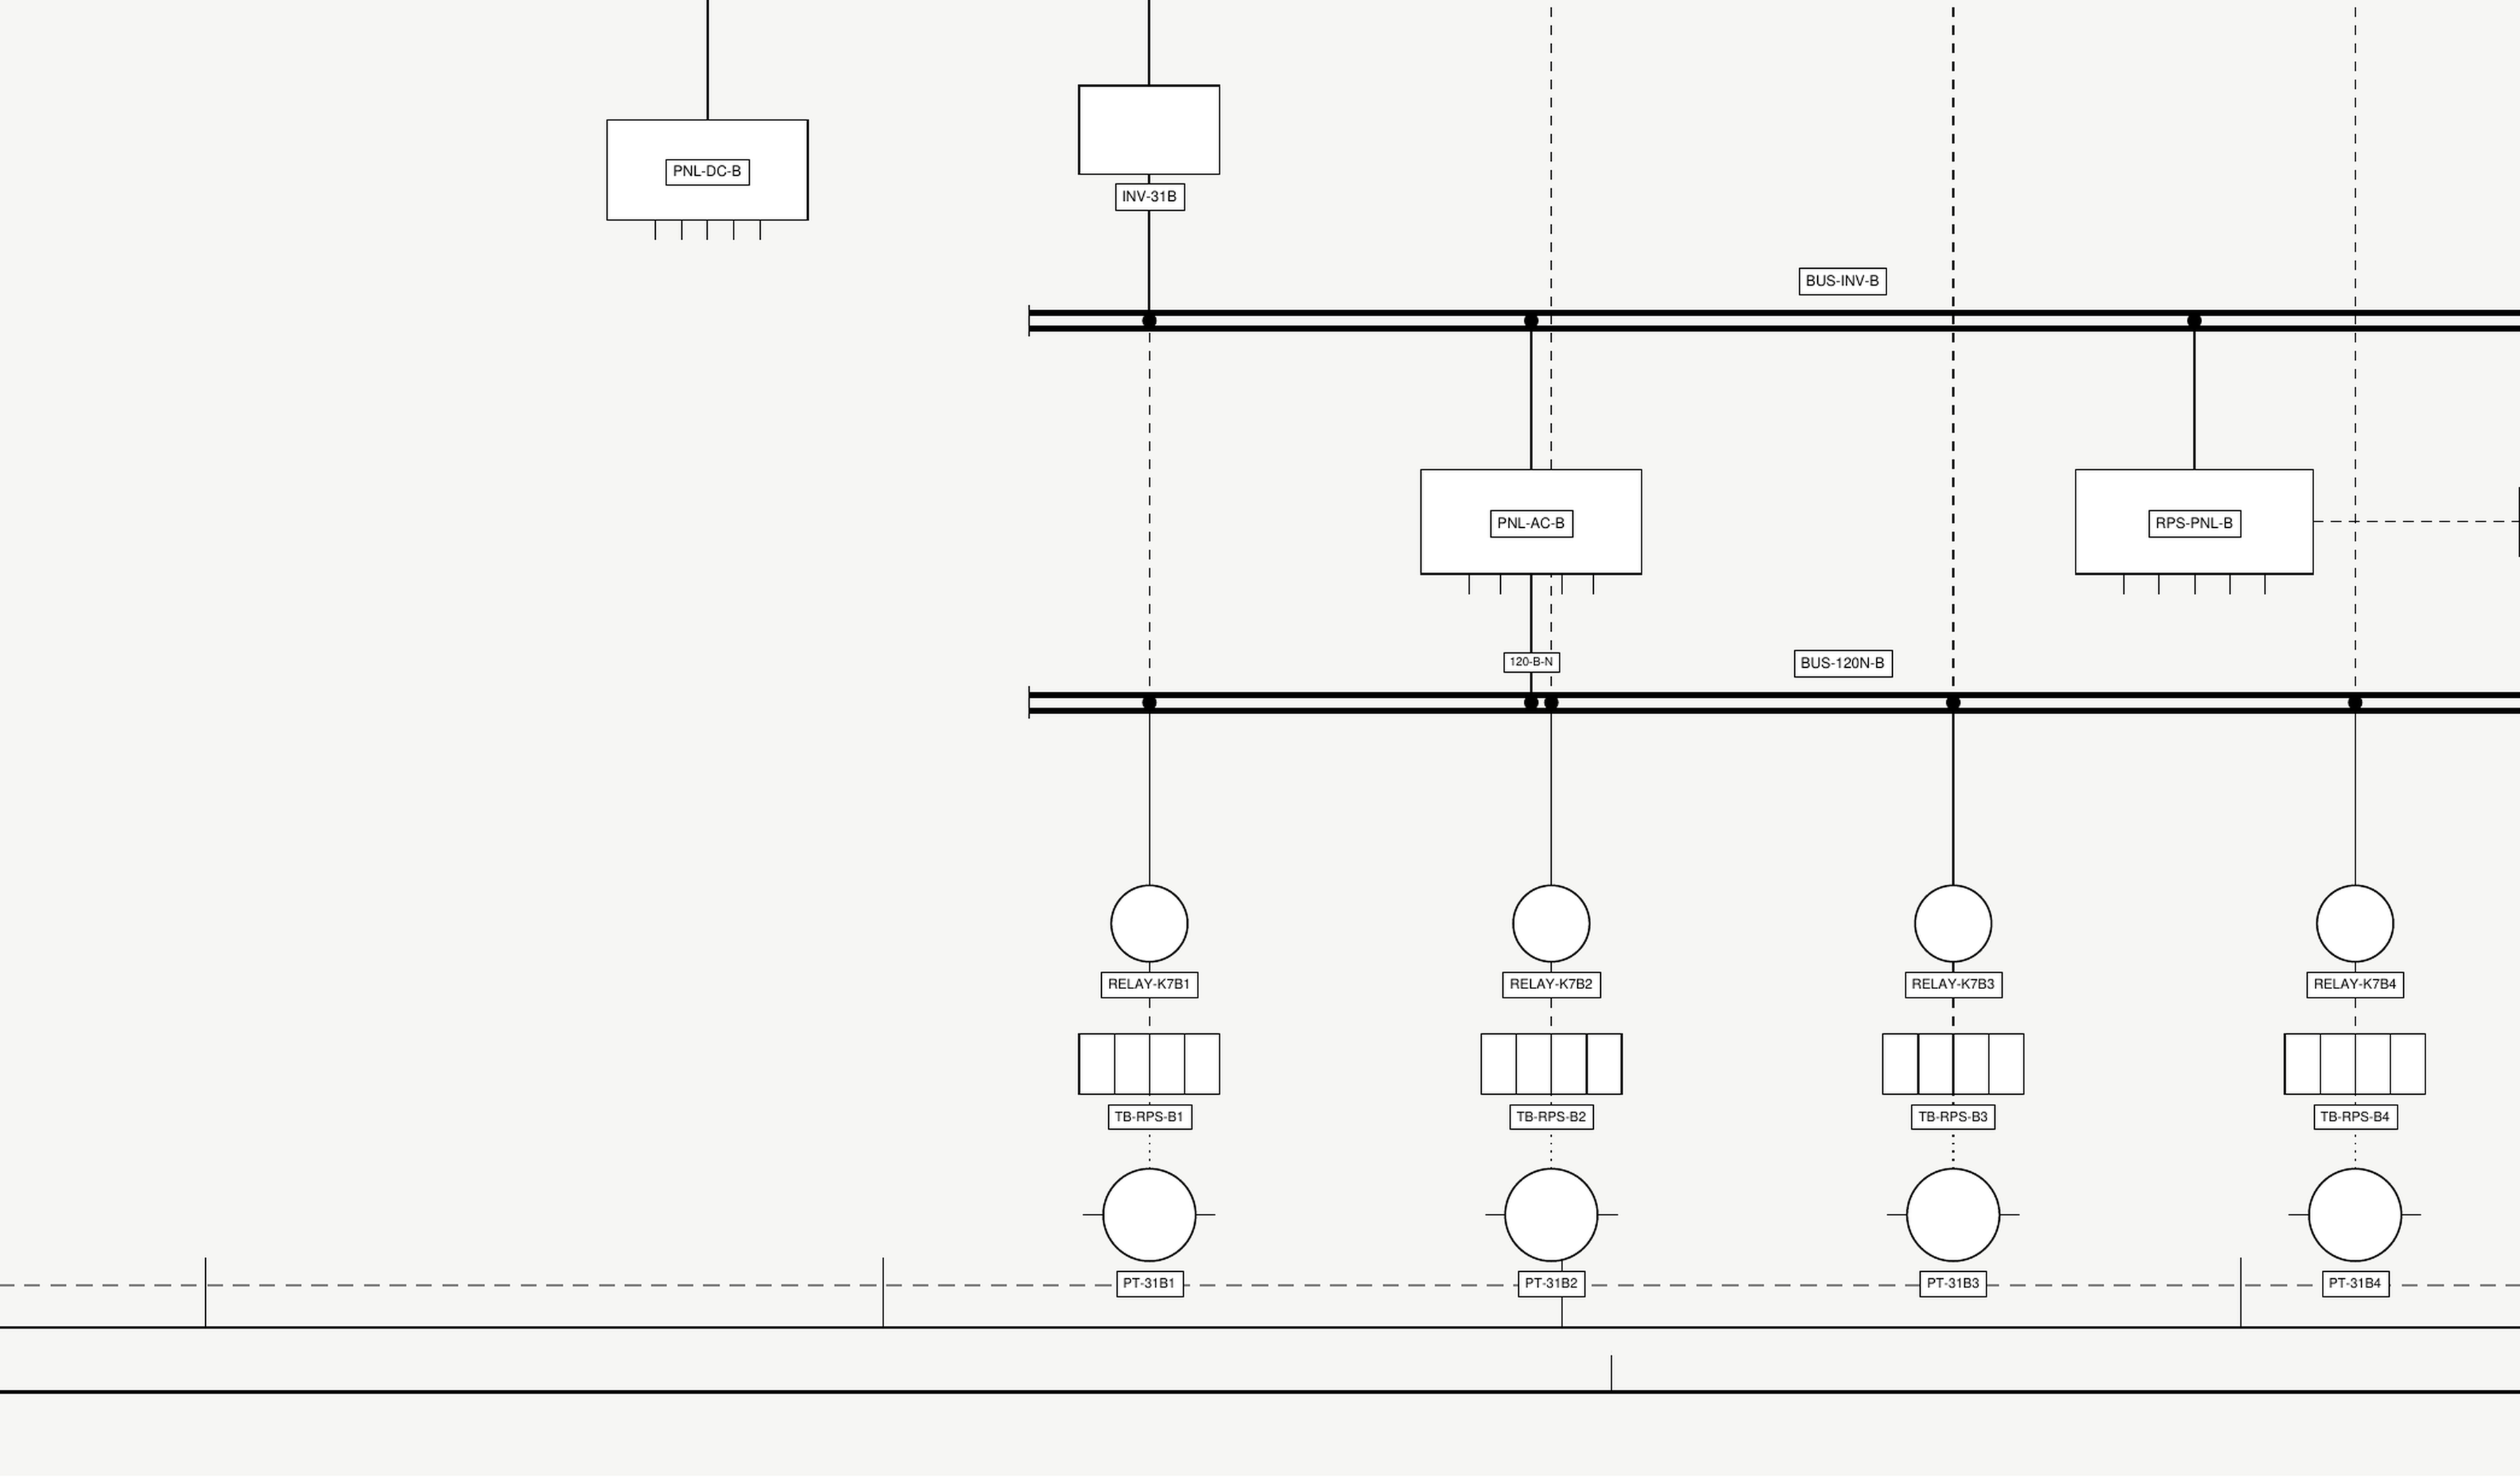 PNL-DC-B
INV-31B
BUS-INV-B
PNL-AC-B
RPS-PNL-B
120-B-N
BUS-120N-B
RELAY-K7B1
RELAY-K7B2
RELAY-K7B3
RELAY-K7B4
TB-RPS-B1
TB-RPS-B2
TB-RPS-B3
TB-RPS-B4
PT-31B1
PT-31B2
PT-31B3
PT-31B4